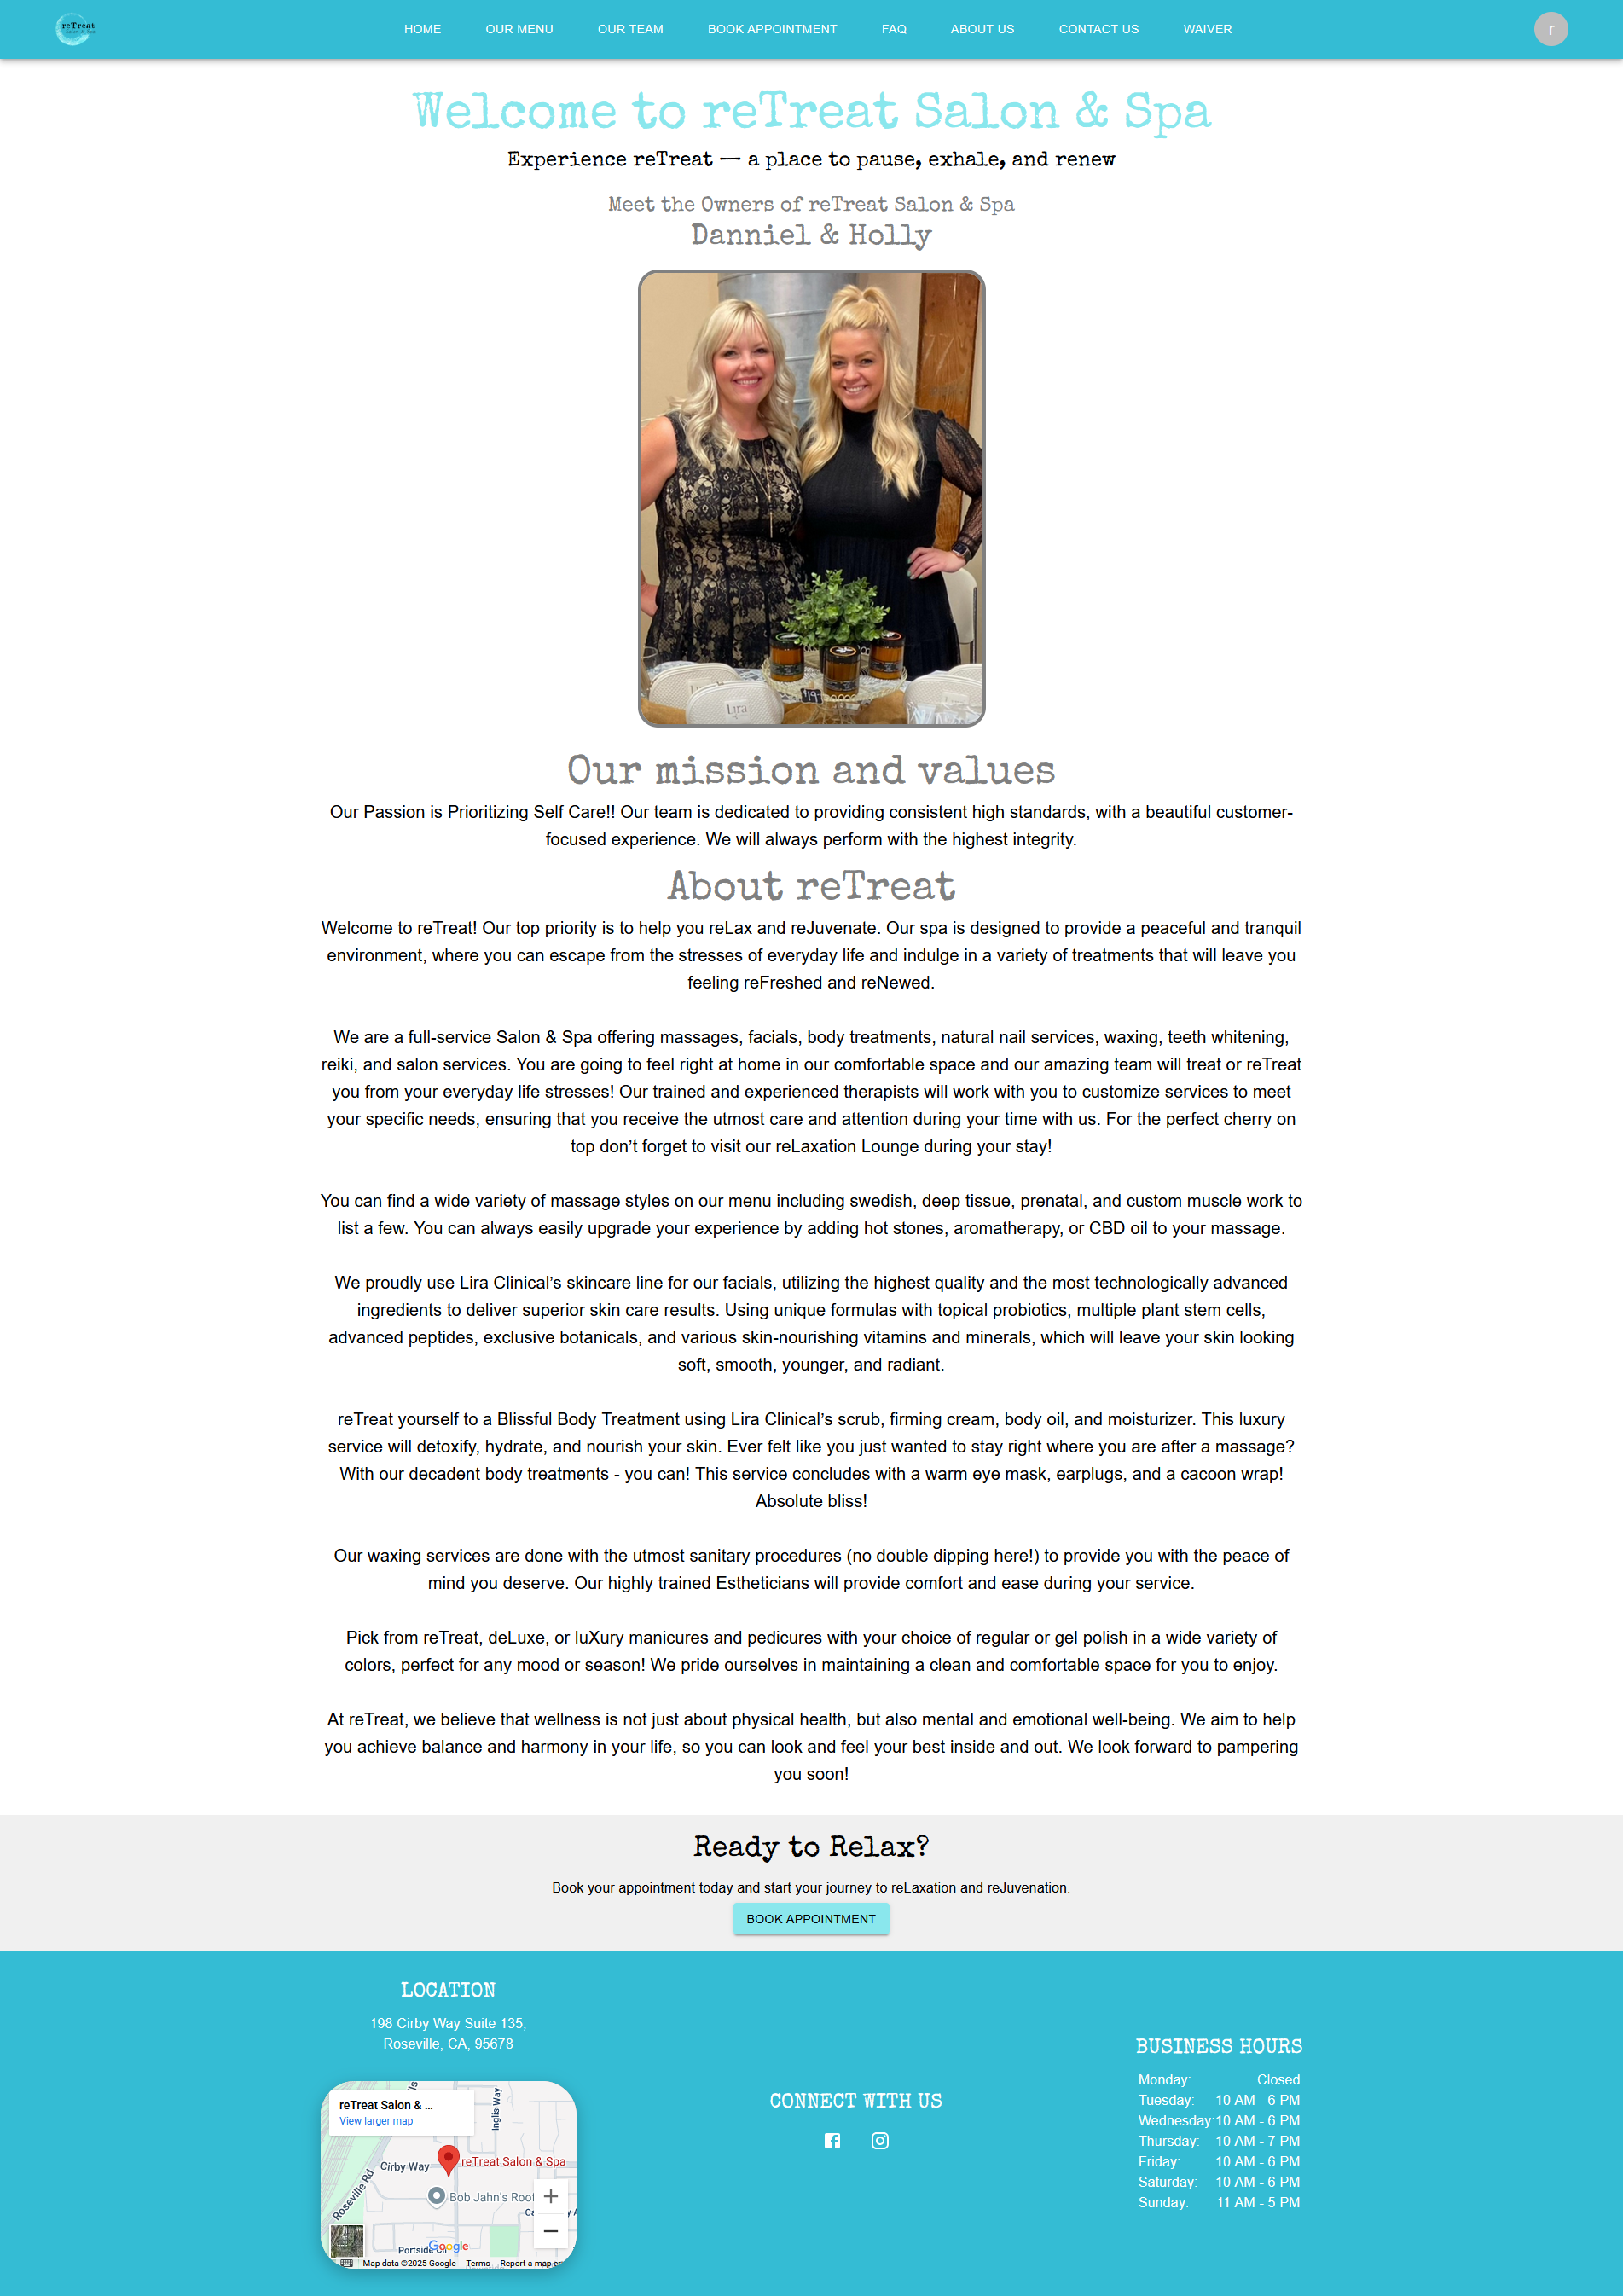 reTreat
Salon & Spa
HOME
OUR MENU
OUR TEAM
BOOK APPOINTMENT
FAQ
ABOUT US
CONTACT US
WAIVER
r
Welcome to reTreat Salon & Spa
Experience reTreat — a place to pause, exhale, and renew
Meet the Owners of reTreat Salon & Spa
Danniel & Holly
$19
Lira
Our mission and values
Our Passion is Prioritizing Self Care!! Our team is dedicated to providing consistent high standards, with a beautiful customer-
focused experience. We will always perform with the highest integrity.
About reTreat
Welcome to reTreat! Our top priority is to help you reLax and reJuvenate. Our spa is designed to provide a peaceful and tranquil
environment, where you can escape from the stresses of everyday life and indulge in a variety of treatments that will leave you
feeling reFreshed and reNewed.
We are a full-service Salon & Spa offering massages, facials, body treatments, natural nail services, waxing, teeth whitening,
reiki, and salon services. You are going to feel right at home in our comfortable space and our amazing team will treat or reTreat
you from your everyday life stresses! Our trained and experienced therapists will work with you to customize services to meet
your specific needs, ensuring that you receive the utmost care and attention during your time with us. For the perfect cherry on
top don’t forget to visit our reLaxation Lounge during your stay!
You can find a wide variety of massage styles on our menu including swedish, deep tissue, prenatal, and custom muscle work to
list a few. You can always easily upgrade your experience by adding hot stones, aromatherapy, or CBD oil to your massage.
We proudly use Lira Clinical’s skincare line for our facials, utilizing the highest quality and the most technologically advanced
ingredients to deliver superior skin care results. Using unique formulas with topical probiotics, multiple plant stem cells,
advanced peptides, exclusive botanicals, and various skin-nourishing vitamins and minerals, which will leave your skin looking
soft, smooth, younger, and radiant.
reTreat yourself to a Blissful Body Treatment using Lira Clinical’s scrub, firming cream, body oil, and moisturizer. This luxury
service will detoxify, hydrate, and nourish your skin. Ever felt like you just wanted to stay right where you are after a massage?
With our decadent body treatments - you can! This service concludes with a warm eye mask, earplugs, and a cacoon wrap!
Absolute bliss!
Our waxing services are done with the utmost sanitary procedures (no double dipping here!) to provide you with the peace of
mind you deserve. Our highly trained Estheticians will provide comfort and ease during your service.
Pick from reTreat, deLuxe, or luXury manicures and pedicures with your choice of regular or gel polish in a wide variety of
colors, perfect for any mood or season! We pride ourselves in maintaining a clean and comfortable space for you to enjoy.
At reTreat, we believe that wellness is not just about physical health, but also mental and emotional well-being. We aim to help
you achieve balance and harmony in your life, so you can look and feel your best inside and out. We look forward to pampering
you soon!
Ready to Relax?
Book your appointment today and start your journey to reLaxation and reJuvenation.
BOOK APPOINTMENT
LOCATION
198 Cirby Way Suite 135,
Roseville, CA, 95678
reTreat Salon & ...
View larger map
Inglis Way
Cirby Way
reTreat Salon & Spa
Roseville Rd
Bob Jahn's Roof
Portside
Google
Map data ©2025 Google
Terms
Report a map er
CONNECT WITH US
BUSINESS HOURS
Monday: Closed
Tuesday: 10 AM - 6 PM
Wednesday: 10 AM - 6 PM
Thursday: 10 AM - 7 PM
Friday: 10 AM - 6 PM
Saturday: 10 AM - 6 PM
Sunday: 11 AM - 5 PM